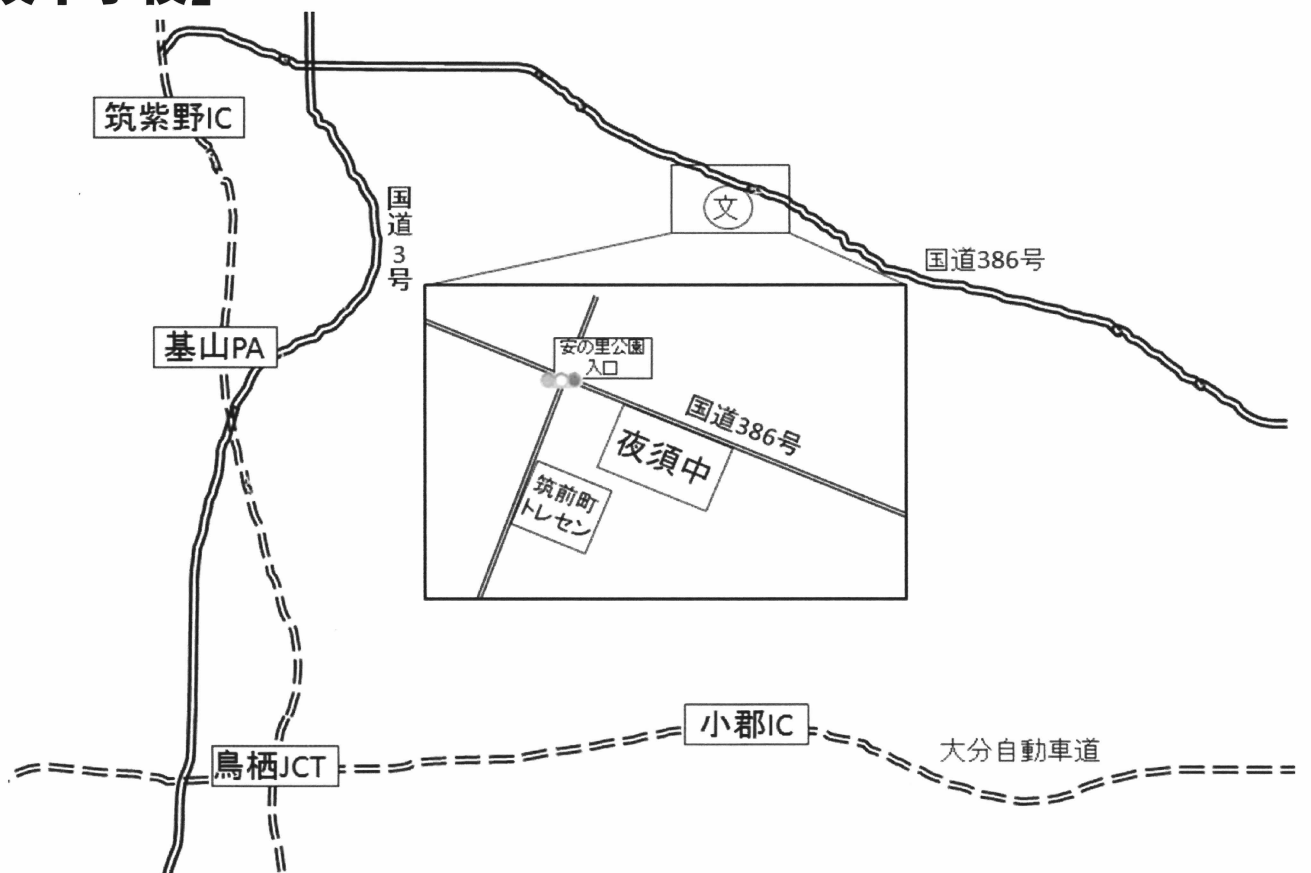 中学校】
筑紫野IC
国道3号
文
国道386号
基山PA
安の里公園
入口
国道386号
夜須中
筑前町
トレセン
小郡IC
大分自動車道
鳥栖JCT